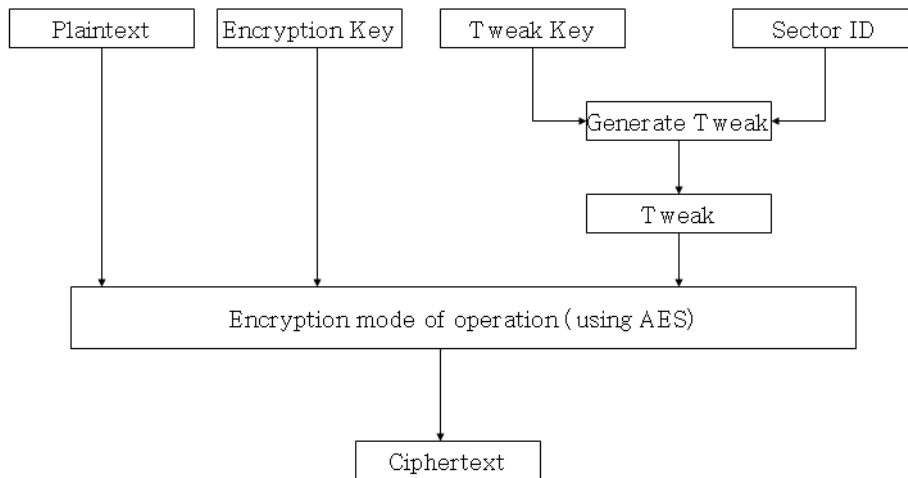 Plaintext
Encryption Key
Tweak Key
Sector ID
Generate Tweak
Tweak
Encryption mode of operation (using AES)
Ciphertext